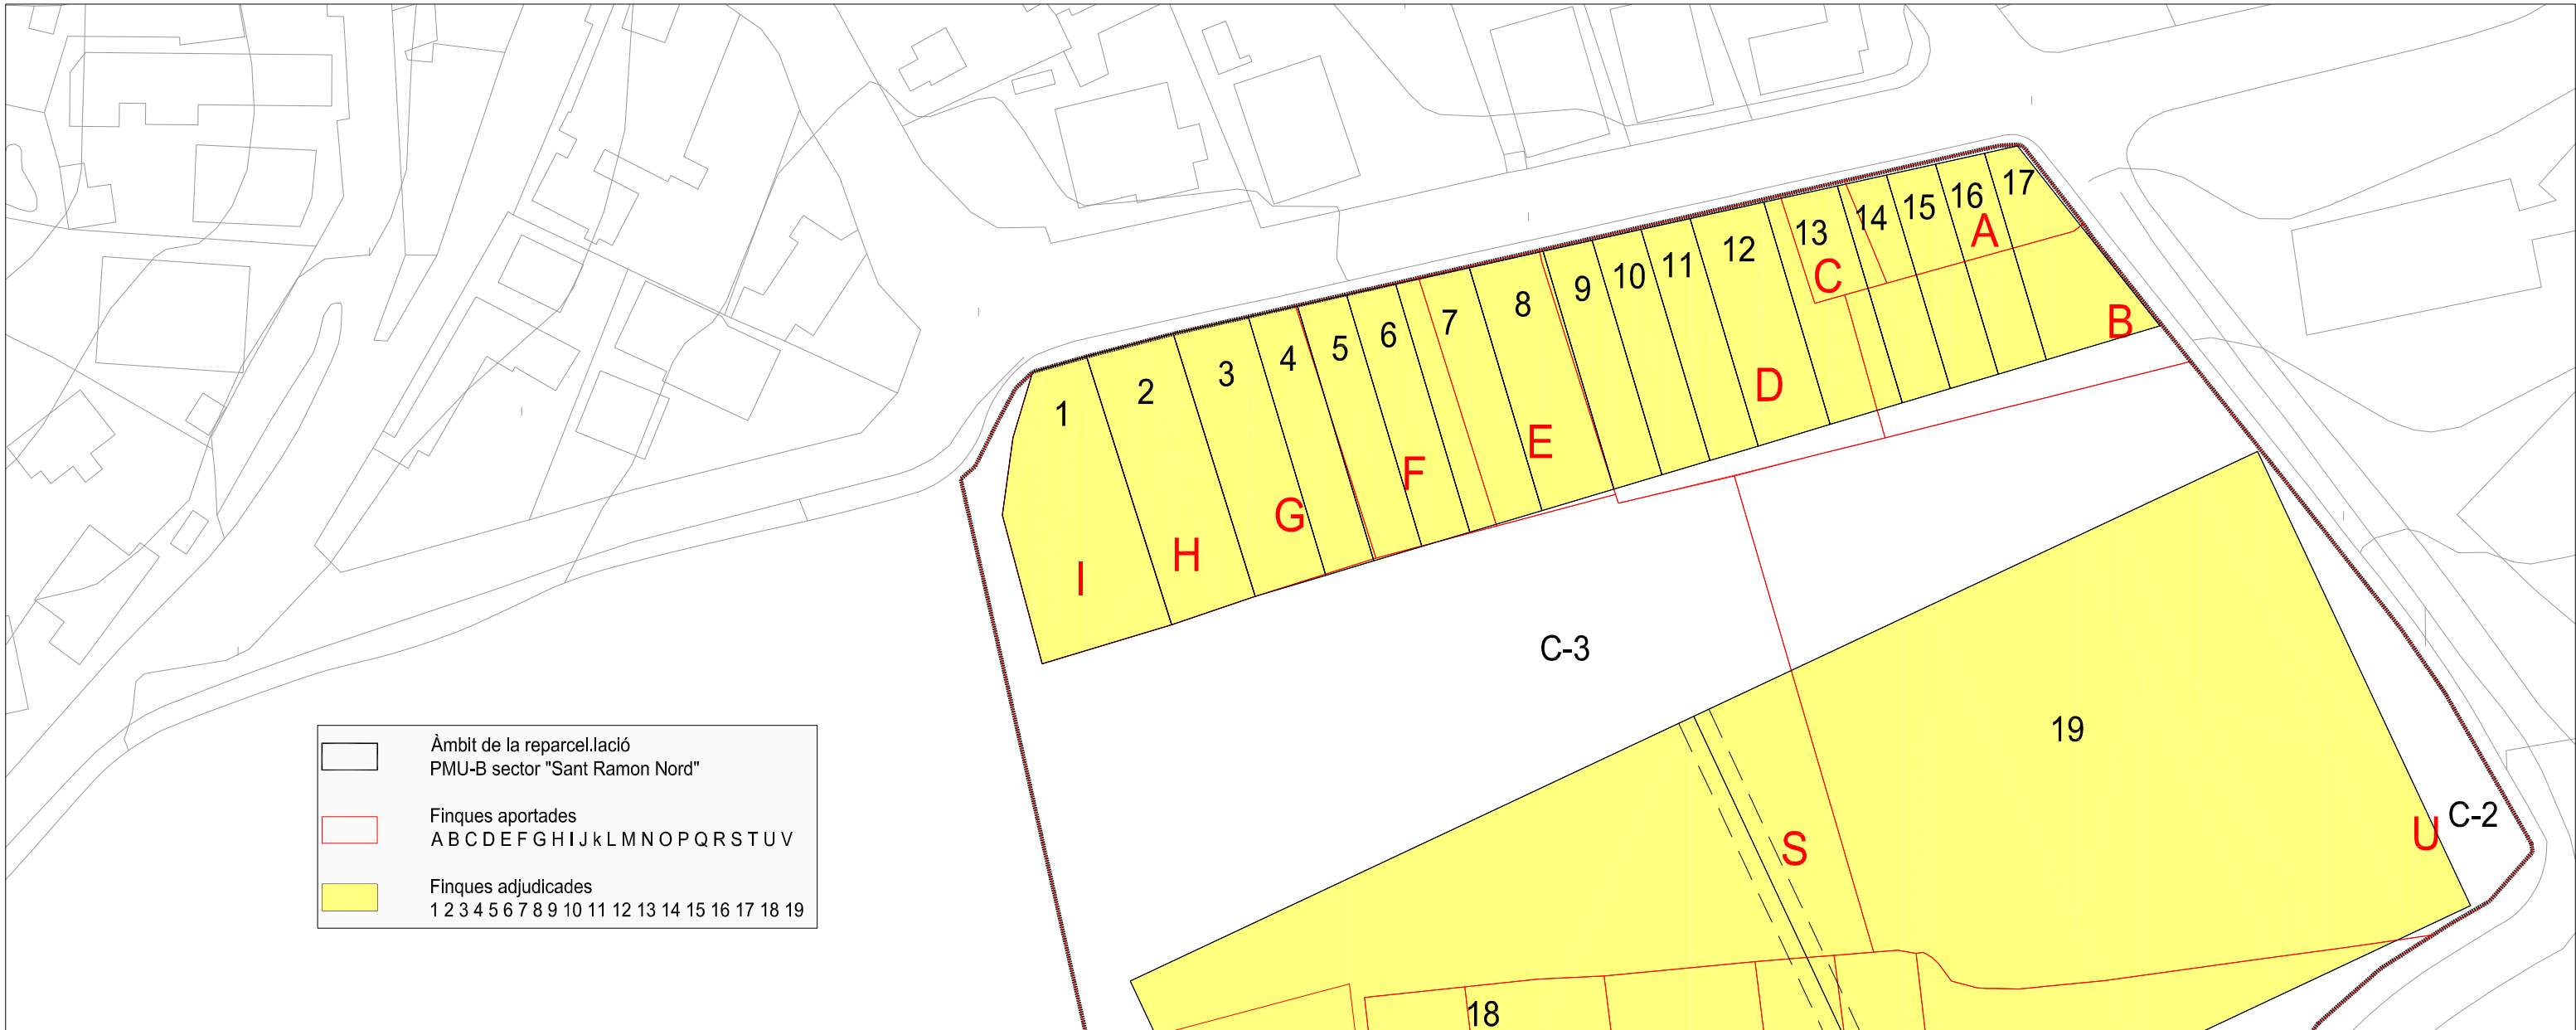 17
16
15
14
A
13
12
C
11
10
B
9
8
7
6
D
5
4
3
2
1
E
F
G
H
I
C-3
19
Àmbit de la reparcel.lació
PMU-B sector "Sant Ramon Nord"
Finques aportades
A B C D E F G H I J k L M N O P Q R S T U V
Finques adjudicades
1 2 3 4 5 6 7 8 9 10 11 12 13 14 15 16 17 18 19
C-2
U
S
18